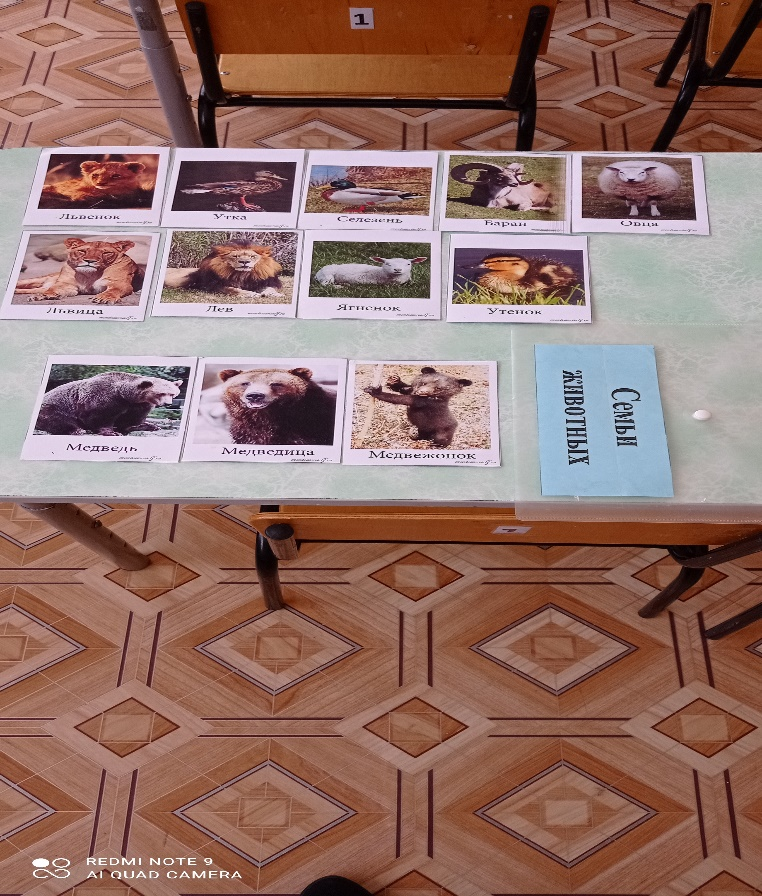 1
Львенок
Утка
Селезень
Баран
Овца
Львица
Лев
Ягненок
Утенок
Медведь
Медведица
Медвежонок
Семьи
животных
REDMI NOTE 9
AI QUAD CAMERA